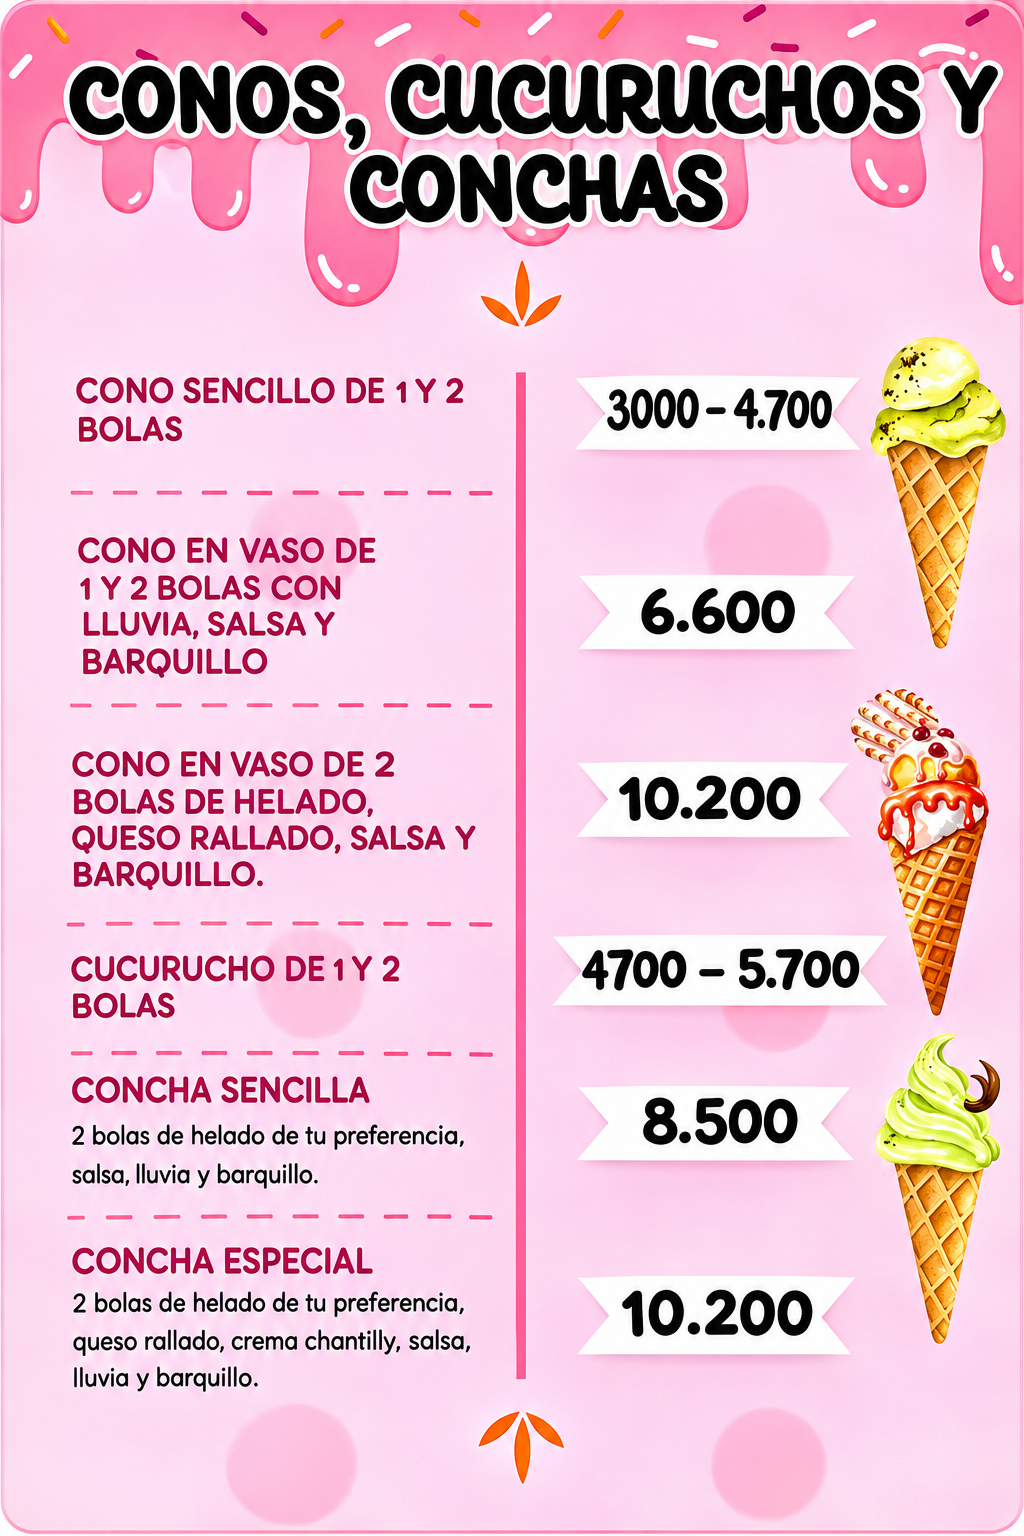 CONOS, CUCURUCHOS Y
CONCHAS
CONO SENCILLO DE 1 Y 2
BOLAS
3000 – 4.700
CONO EN VASO DE
1 Y 2 BOLAS CON
LLUVIA, SALSA Y
BARQUILLO
6.600
CONO EN VASO DE 2
BOLAS DE HELADO,
QUESO RALLADO, SALSA Y
BARQUILLO.
10.200
CUCURUCHO DE 1 Y 2
BOLAS
4700 – 5.700
CONCHA SENCILLA
2 bolas de helado de tu preferencia,
salsa, lluvia y barquillo.
8.500
CONCHA ESPECIAL
2 bolas de helado de tu preferencia,
queso rallado, crema chantilly, salsa,
lluvia y barquillo.
10.200